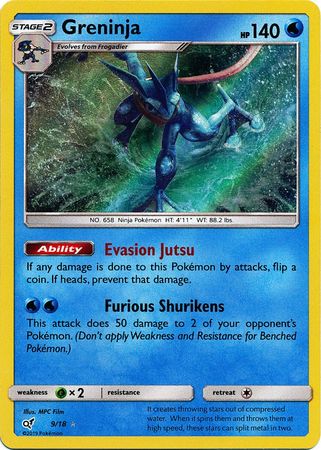 STAGE2
Greninja
HP 140
Evolves from Frogadier
NO. 658 Ninja Pokémon HT: 4'11" WT: 88.2 lbs.
Ability Evasion Jutsu
If any damage is done to this Pokémon by attacks, flip a
coin. If heads, prevent that damage.
Furious Shurikens
This attack does 50 damage to 2 of your opponent's
Pokémon. (Don't apply Weakness and Resistance for Benched
Pokémon.)
weakness ×2 resistance retreat
Illus. MPC Film
9/18
©2019 Pokémon
It creates throwing stars out of compressed
water. When it spins them and throws them at
high speed, these stars can split metal in two.